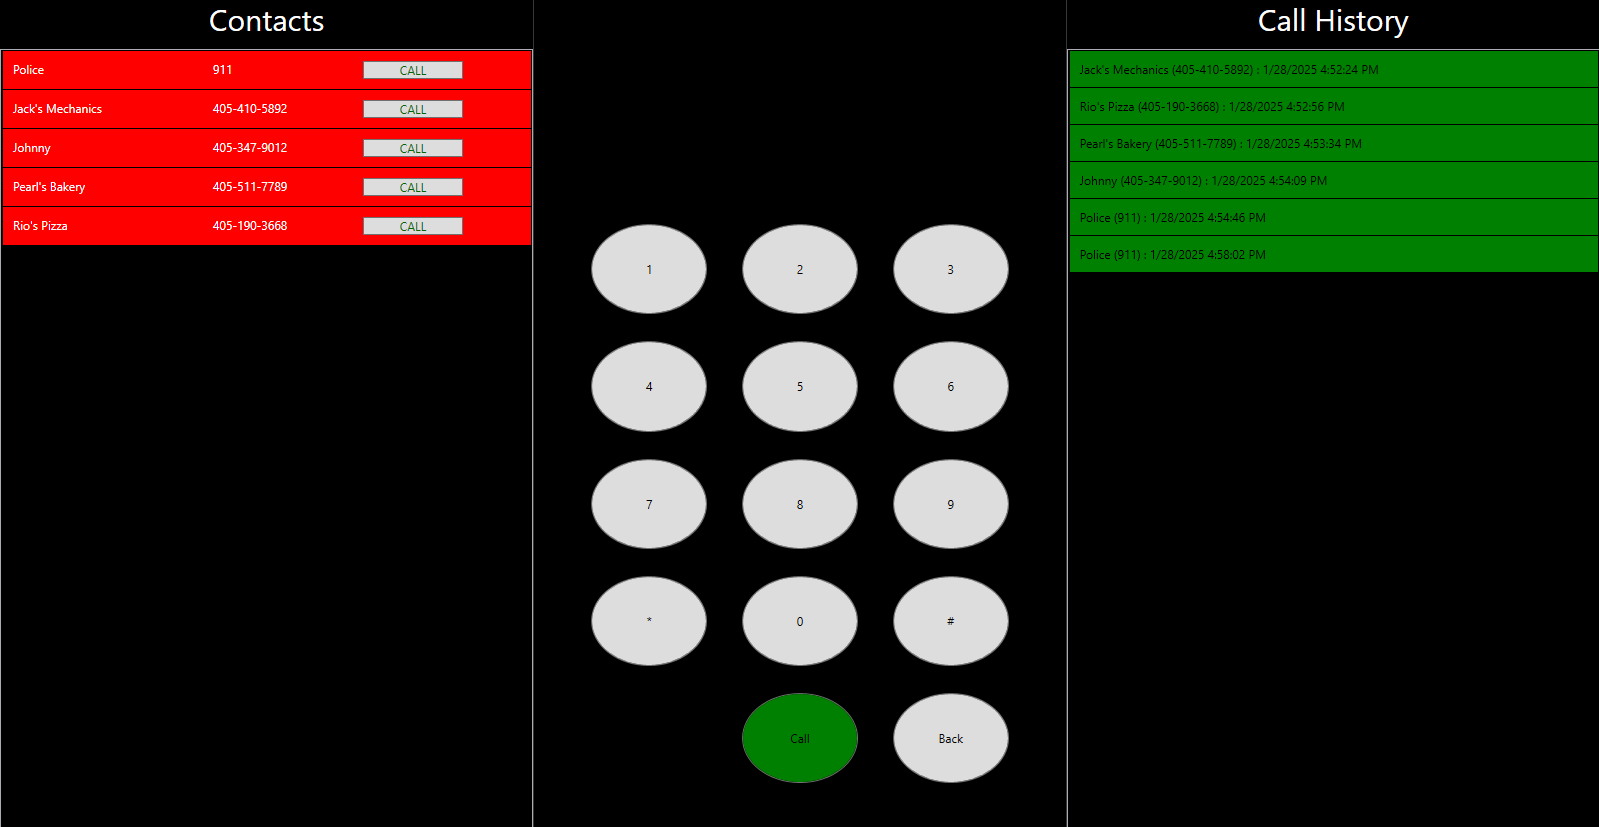 Contacts
Police 911 CALL
Jack's Mechanics 405-410-5892 CALL
Johnny 405-347-9012 CALL
Pearl's Bakery 405-511-7789 CALL
Rio's Pizza 405-190-3668 CALL
1 2 3
4 5 6
7 8 9
* 0 #
Call Back
Call History
Jack's Mechanics (405-410-5892) : 1/28/2025 4:52:24 PM
Rio's Pizza (405-190-3668) : 1/28/2025 4:52:56 PM
Pearl's Bakery (405-511-7789) : 1/28/2025 4:53:34 PM
Johnny (405-347-9012) : 1/28/2025 4:54:09 PM
Police (911) : 1/28/2025 4:54:46 PM
Police (911) : 1/28/2025 4:58:02 PM